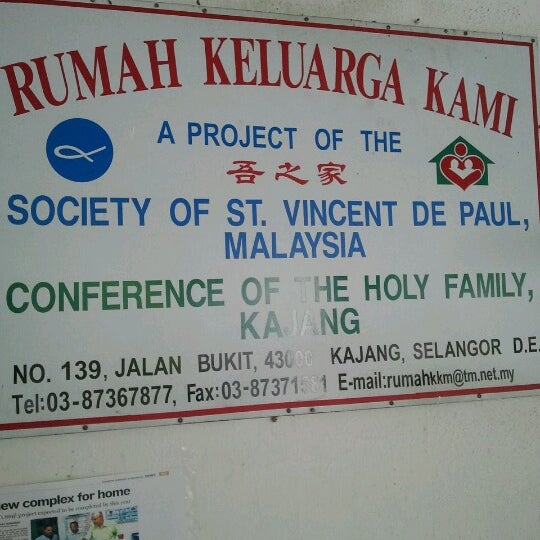 RUMAH KELUARGA KAMI
A PROJECT OF THE
吾之家
SOCIETY OF ST. VINCENT DE PAUL,
MALAYSIA
CONFERENCE OF THE HOLY FAMILY,
KAJANG
NO. 139, JALAN BUKIT, 43000 KAJANG, SELANGOR D.E.
Tel:03-87367877, Fax:03-87371581 E-mail:rumahkkm@tm.net.my
ew complex for home